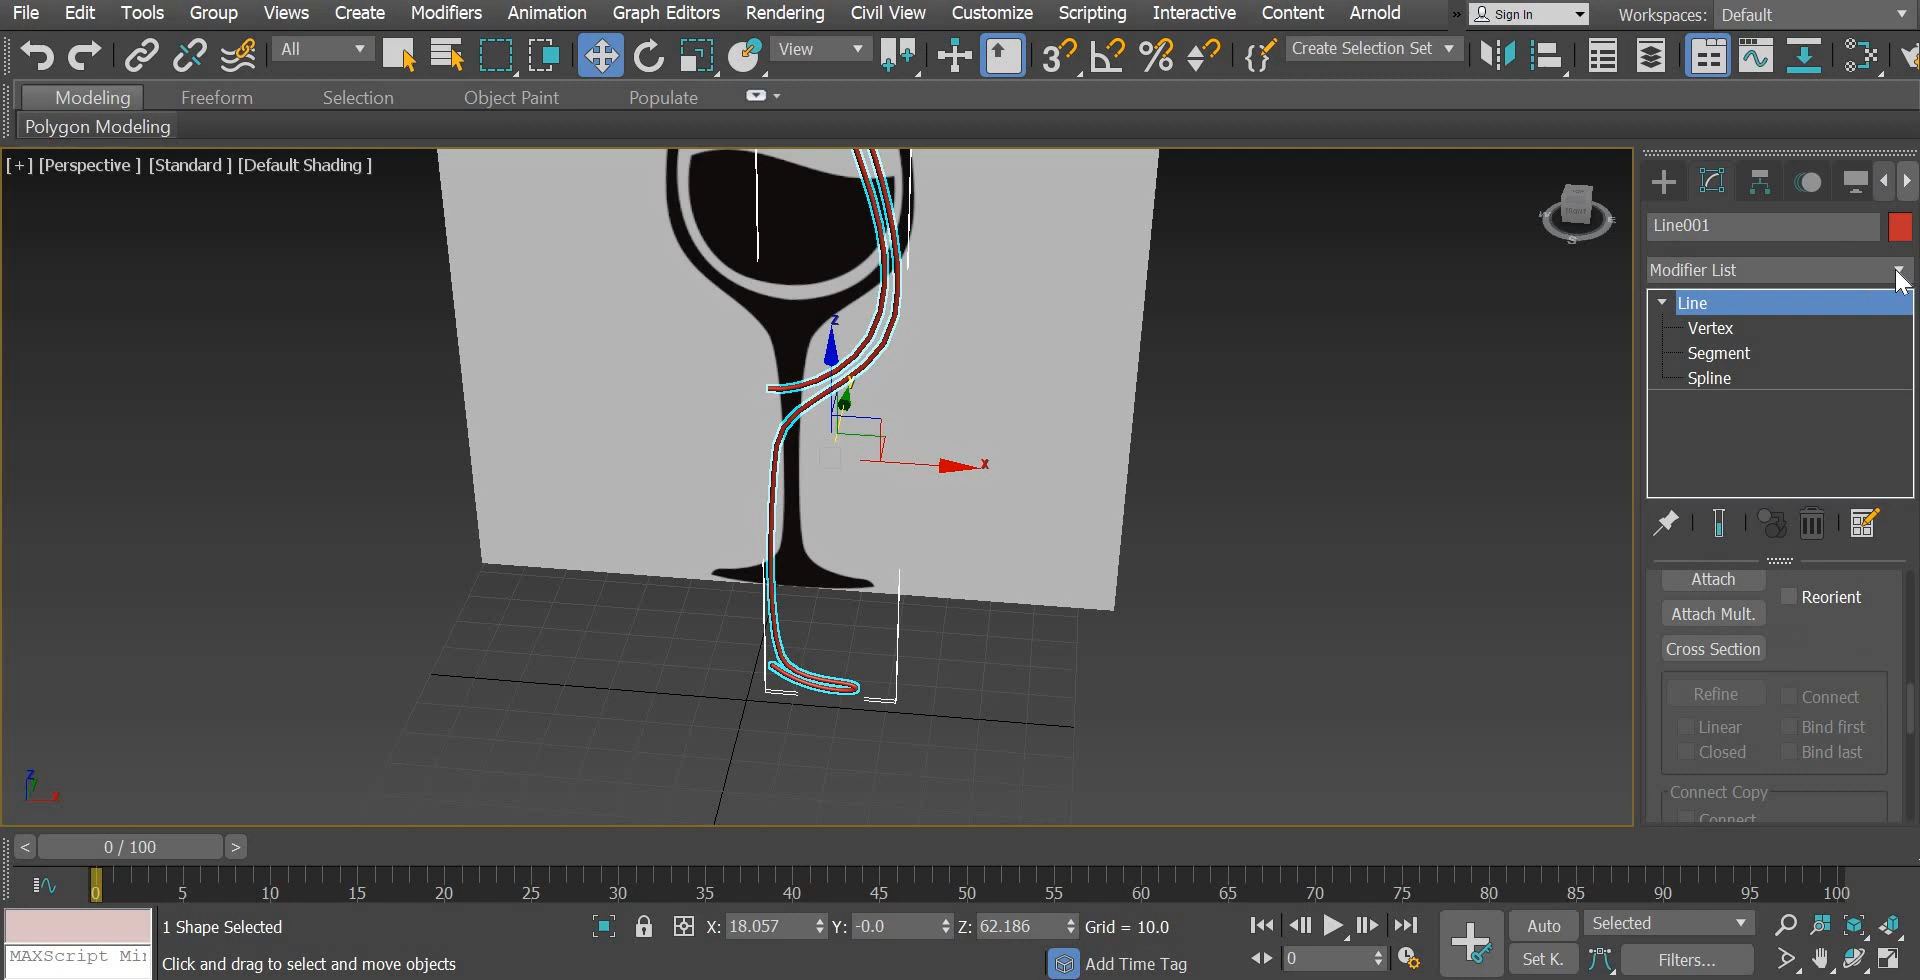 File Edit Tools Group Views Create Modifiers Animation Graph Editors Rendering Civil View Customize Scripting Interactive Content Arnold » Sign In Workspaces: Default
All View 3 Create Selection Set
Modeling Freeform Selection Object Paint Populate
Polygon Modeling
[+] [Perspective ] [Standard ] [Default Shading ]
Line001
Modifier List
Line
Vertex
Segment
Spline
z
y
x
Attach
Reorient
Attach Mult.
Cross Section
Refine Connect
Linear Bind first
Closed Bind last
Connect Copy
Connect
z
x
< 0 / 100 >
0 5 10 15 20 25 30 35 40 45 50 55 60 65 70 75 80 85 90 95 100
1 Shape Selected X: 18.057 Y: -0.0 Z: 62.186 Grid = 10.0 Auto Selected
MAXScript Mi
Click and drag to select and move objects Add Time Tag 0 Set K. Filters...